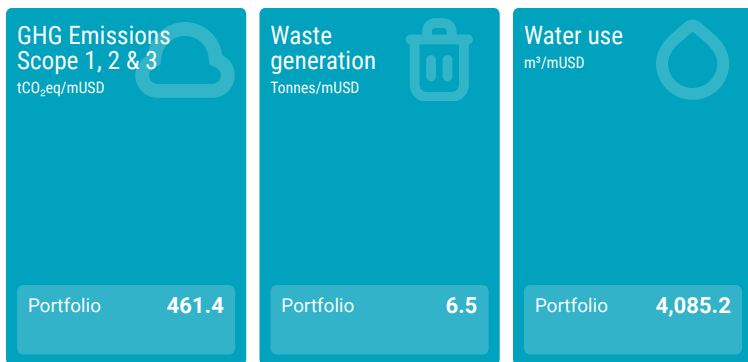 GHG Emissions
Scope 1, 2 & 3
tCO₂eq/mUSD
Portfolio 461.4
Waste
generation
Tonnes/mUSD
Portfolio 6.5
Water use
m³/mUSD
Portfolio 4,085.2